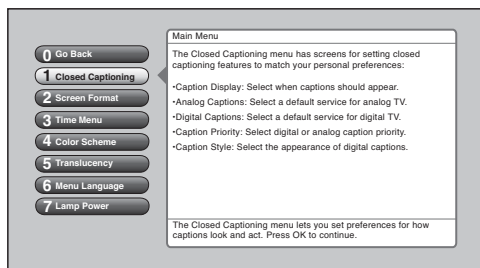 Main Menu
0 Go Back
1 Closed Captioning
2 Screen Format
3 Time Menu
4 Color Scheme
5 Translucency
6 Menu Language
7 Lamp Power
The Closed Captioning menu has screens for setting closed
captioning features to match your personal preferences:
•Caption Display: Select when captions should appear.
•Analog Captions: Select a default service for analog TV.
•Digital Captions: Select a default service for digital TV.
•Caption Priority: Select digital or analog caption priority.
•Caption Style: Select the appearance of digital captions.
The Closed Captioning menu lets you set preferences for how
captions look and act. Press OK to continue.